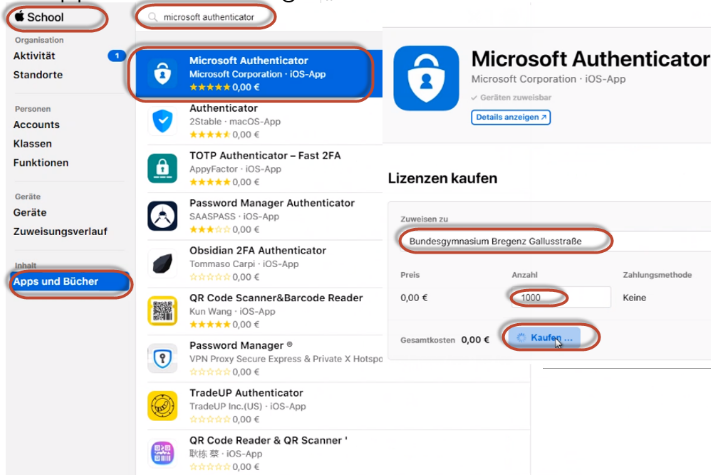 School
Organisation
Aktivität 1
Standorte
Personen
Accounts
Klassen
Funktionen
Geräte
Geräte
Zuweisungsverlauf
Inhalt
Apps und Bücher
microsoft authenticator
Microsoft Authenticator
Microsoft Corporation · iOS-App
★★★★★ 0,00 €
Authenticator
2Stable · macOS-App
0,00 €
TOTP Authenticator – Fast 2FA
AppyFactor · iOS-App
0,00 €
Password Manager Authenticator
SAASPASS · iOS-App
★★★☆☆ 0,00 €
Obsidian 2FA Authenticator
Tommaso Carpi · iOS-App
☆☆☆☆☆ 0,00 €
QR Code Scanner&Barcode Reader
Kun Wang · iOS-App
★★★★★ 0,00 €
Password Manager ®
VPN Proxy Secure Express & Private X Hotspo
☆☆☆☆☆ 0,00 €
TradeUP Authenticator
TradeUP Inc.(US) · iOS-App
☆☆☆☆☆ 0,00 €
QR Code Reader & QR Scanner '
耿栋 蔡 · iOS-App
☆☆☆☆☆ 0,00 €
Microsoft Authenticator
Microsoft Corporation · iOS-App
✓ Geräten zuweisbar
Details anzeigen ↗
Lizenzen kaufen
Zuweisen zu
Bundesgymnasium Bregenz Gallusstraße
Preis Anzahl Zahlungsmethode
0,00 € 1000 Keine
Gesamtkosten 0,00 € Kaufen ...